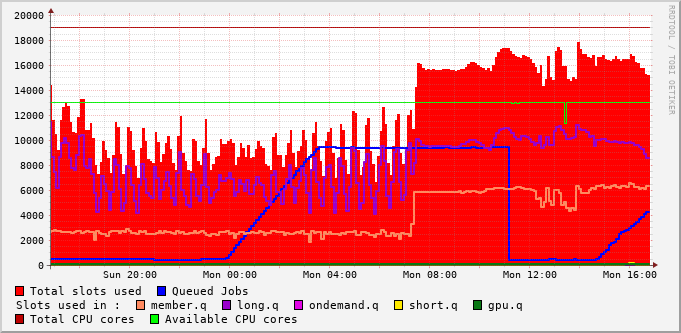 20000
18000
16000
14000
12000
10000
8000
6000
4000
2000
0
Sun 20:00 Mon 00:00 Mon 04:00 Mon 08:00 Mon 12:00 Mon 16:00
RRDTOOL / TOBI OETIKER
Total slots used Queued Jobs
Slots used in : member.q long.q ondemand.q short.q gpu.q
Total CPU cores Available CPU cores